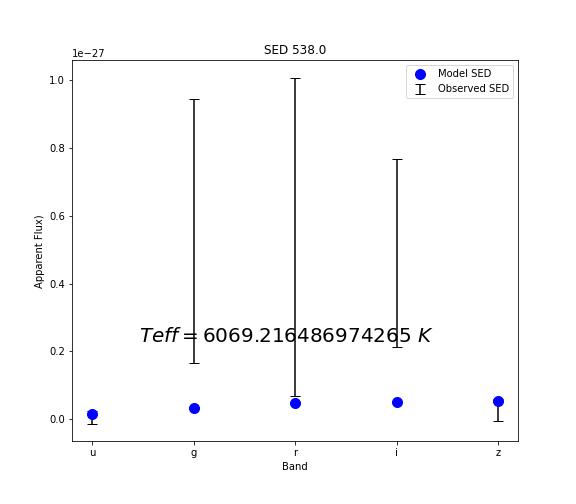 SED 538.0
1e−27
Model SED
Observed SED
1.0
0.8
0.6
0.4
0.2
0.0
Apparent Flux)
Teff = 6069.216486974265 K
u g r i z
Band